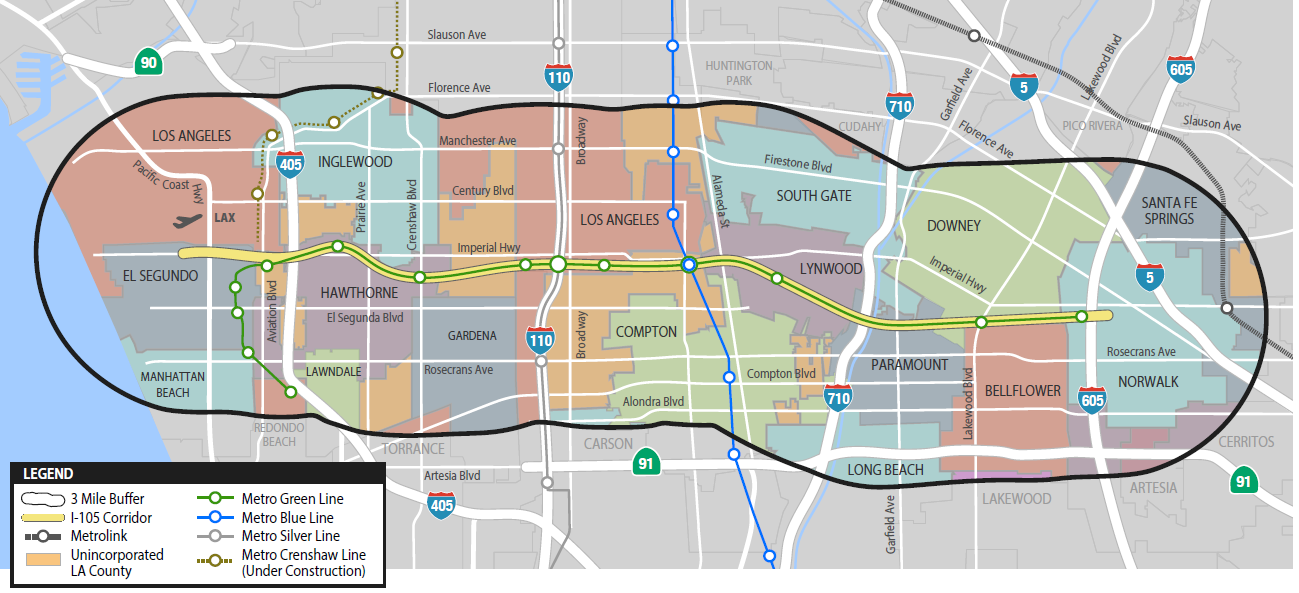 Slauson Ave
90
110
HUNTINGTON
PARK
Florence Ave
710
Garfield Ave
5
Lakewood Blvd
605
CUDAHY
Florence Ave
PICO RIVERA
Slauson Ave
LOS ANGELES
405
INGLEWOOD
Manchester Ave
Broadway
Firestone Blvd
Pacific Coast Hwy
LAX
Prairie Ave
Crenshaw Blvd
Century Blvd
LOS ANGELES
Alameda St
SOUTH GATE
DOWNEY
SANTA FE
SPRINGS
Imperial Hwy
EL SEGUNDO
LYNWOOD
Imperial Hwy
5
HAWTHORNE
Aviation Blvd
El Segunda Blvd
GARDENA
110
Broadway
COMPTON
MANHATTAN
BEACH
LAWNDALE
Rosecrans Ave
Compton Blvd
PARAMOUNT
Rosecrans Ave
710
Lakewood Blvd
BELLFLOWER
605
NORWALK
Alondra Blvd
REDONDO
BEACH
TORRANCE
CARSON
CERRITOS
91
LONG BEACH
Artesia Blvd
405
Garfield Ave
LAKEWOOD
ARTESIA
91
LEGEND
3 Mile Buffer
I-105 Corridor
Metrolink
Unincorporated
LA County
Metro Green Line
Metro Blue Line
Metro Silver Line
Metro Crenshaw Line
(Under Construction)